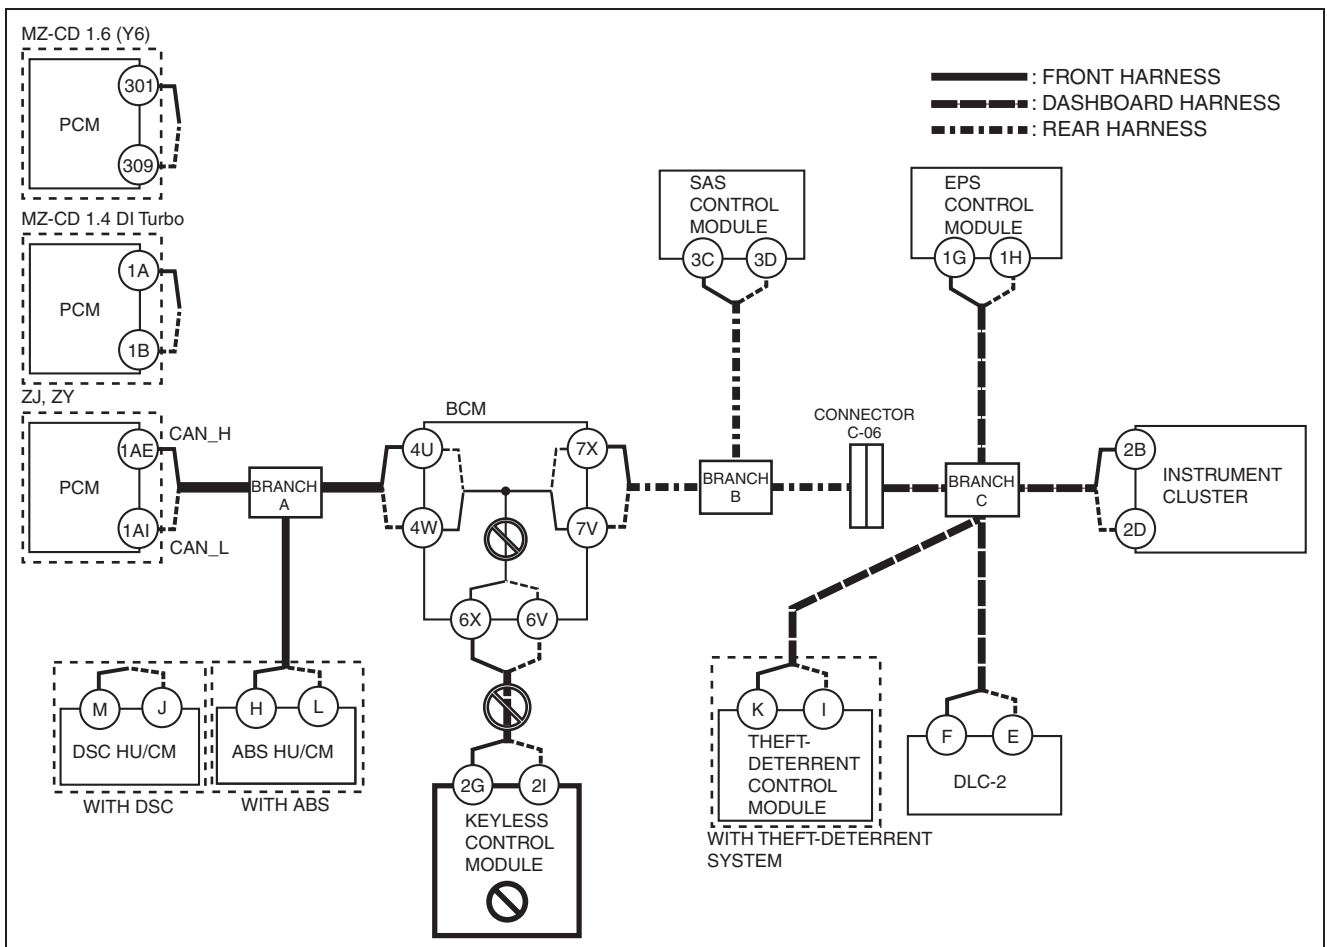 MZ-CD 1.6 (Y6)
301
PCM
309
: FRONT HARNESS
: DASHBOARD HARNESS
: REAR HARNESS
MZ-CD 1.4 DI Turbo
1A
PCM
1B
SAS
CONTROL
MODULE
3C
3D
EPS
CONTROL
MODULE
1G
1H
ZJ, ZY
1AE
CAN_H
PCM
1AI
CAN_L
BRANCH
A
BCM
4U
4W
7X
7V
6X
6V
BRANCH
B
CONNECTOR
C-06
BRANCH
C
2B
2D
INSTRUMENT
CLUSTER
M
J
DSC HU/CM
WITH DSC
H
L
ABS HU/CM
WITH ABS
2G
2I
KEYLESS
CONTROL
MODULE
K
I
THEFT-
DETERRENT
CONTROL
MODULE
WITH THEFT-DETERRENT
SYSTEM
F
E
DLC-2